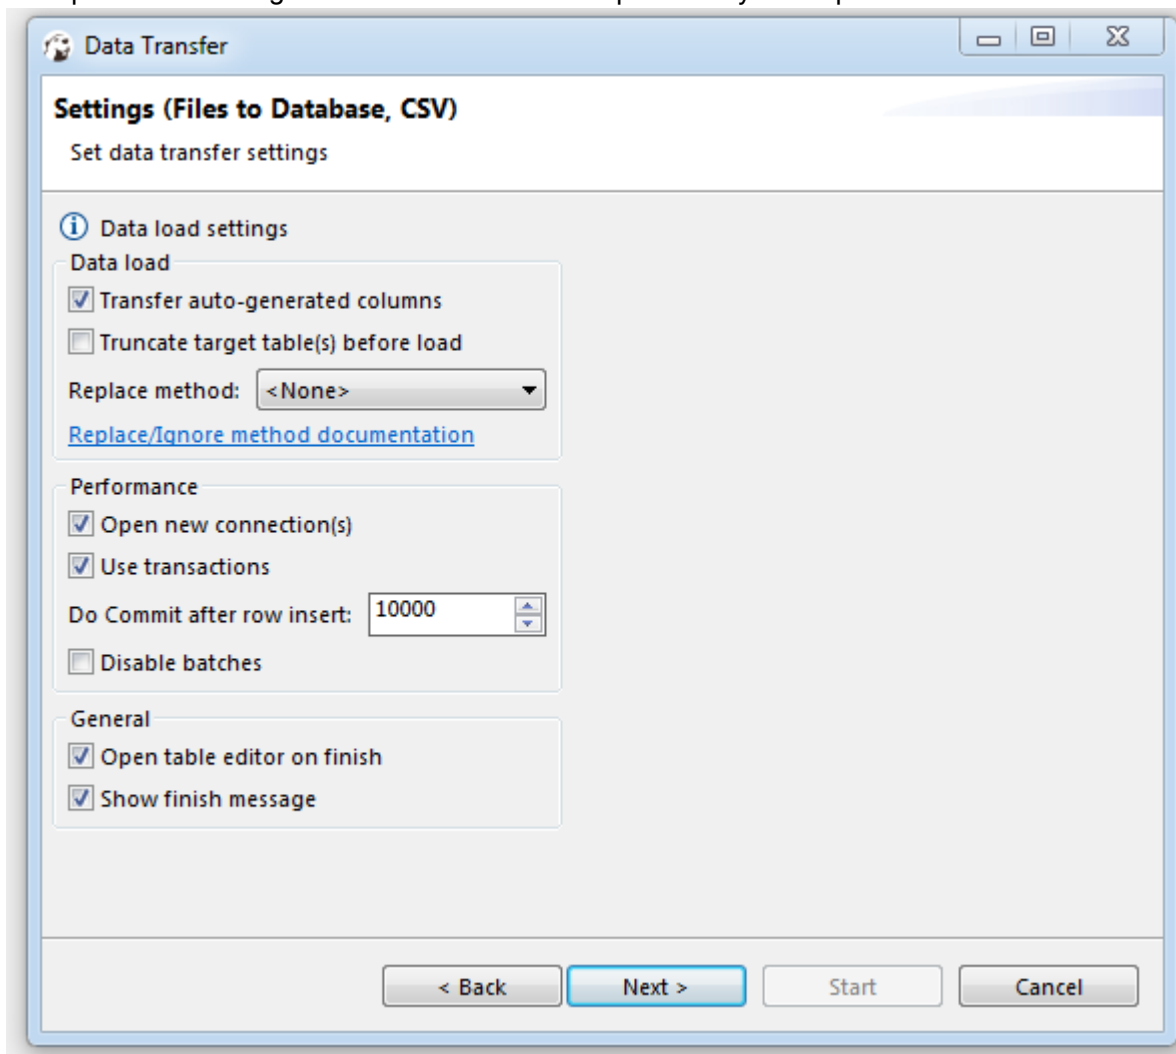 Data Transfer
Settings (Files to Database, CSV)
Set data transfer settings
Data load settings
Data load
Transfer auto-generated columns
Truncate target table(s) before load
Replace method: <None>
Replace/Ignore method documentation
Performance
Open new connection(s)
Use transactions
Do Commit after row insert: 10000
Disable batches
General
Open table editor on finish
Show finish message
< Back Next > Start Cancel